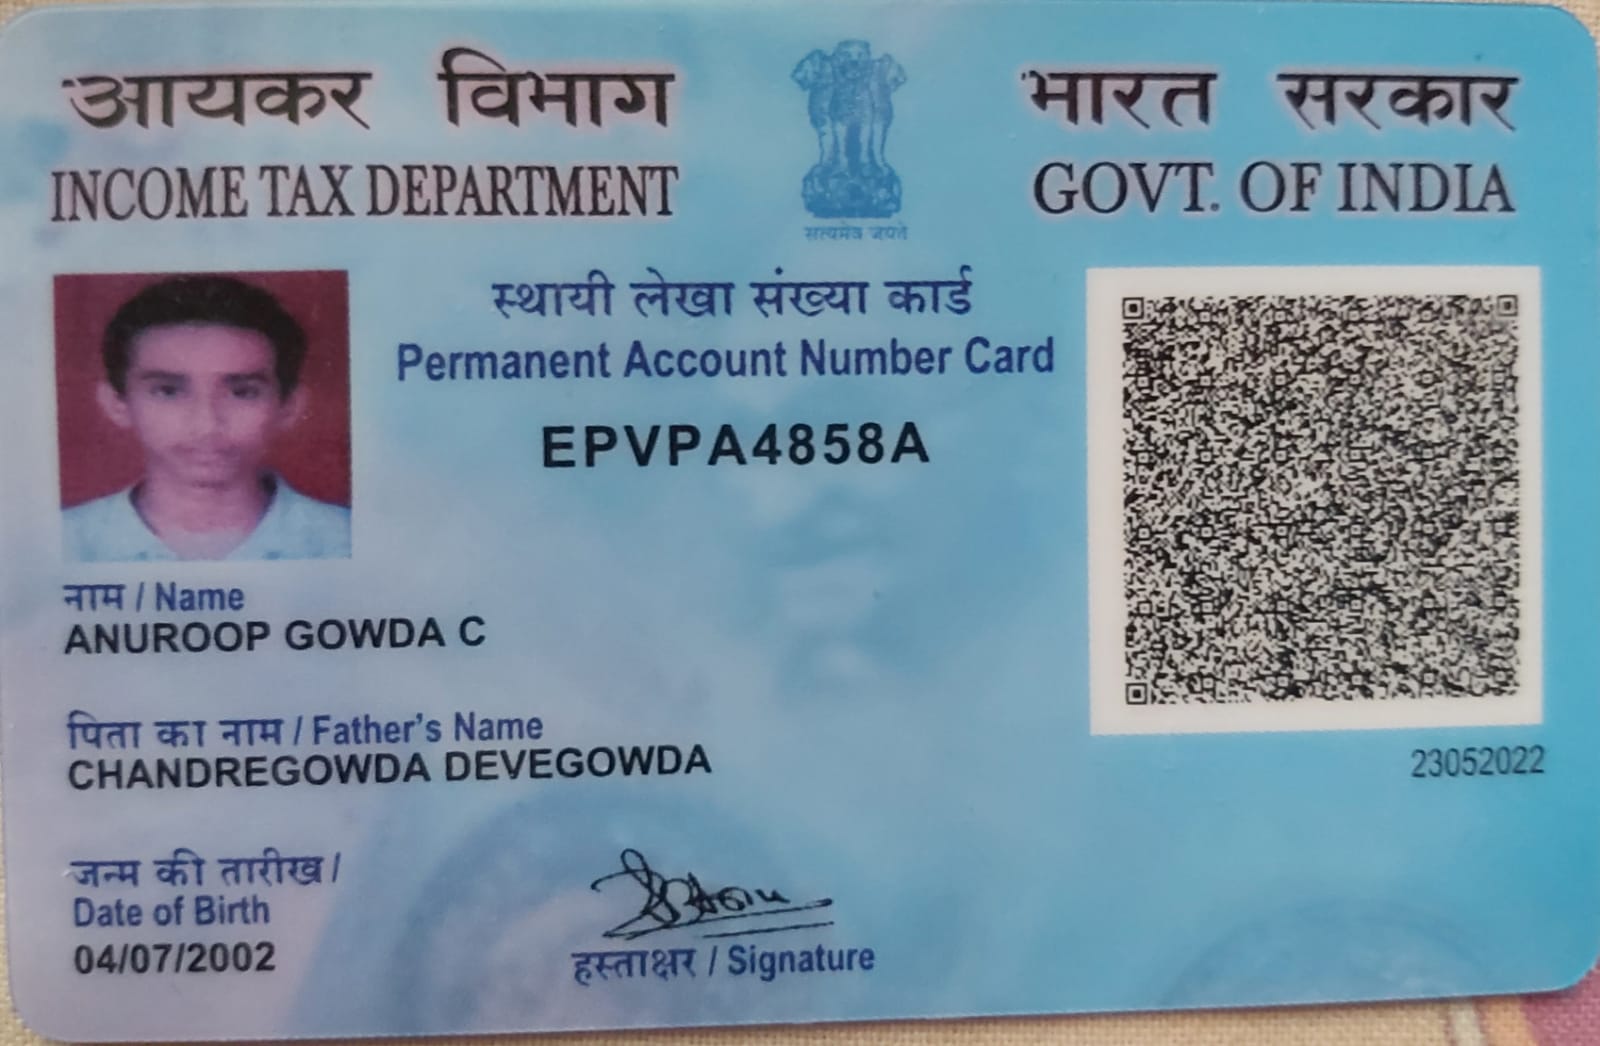 आयकर विभाग
INCOME TAX DEPARTMENT
सत्यमेव जयते
भारत सरकार
GOVT. OF INDIA
स्थायी लेखा संख्या कार्ड
Permanent Account Number Card
EPVPA4858A
नाम / Name
ANUROOP GOWDA C
पिता का नाम / Father's Name
CHANDREGOWDA DEVEGOWDA
23052022
जन्म की तारीख /
Date of Birth
04/07/2002
हस्ताक्षर / Signature